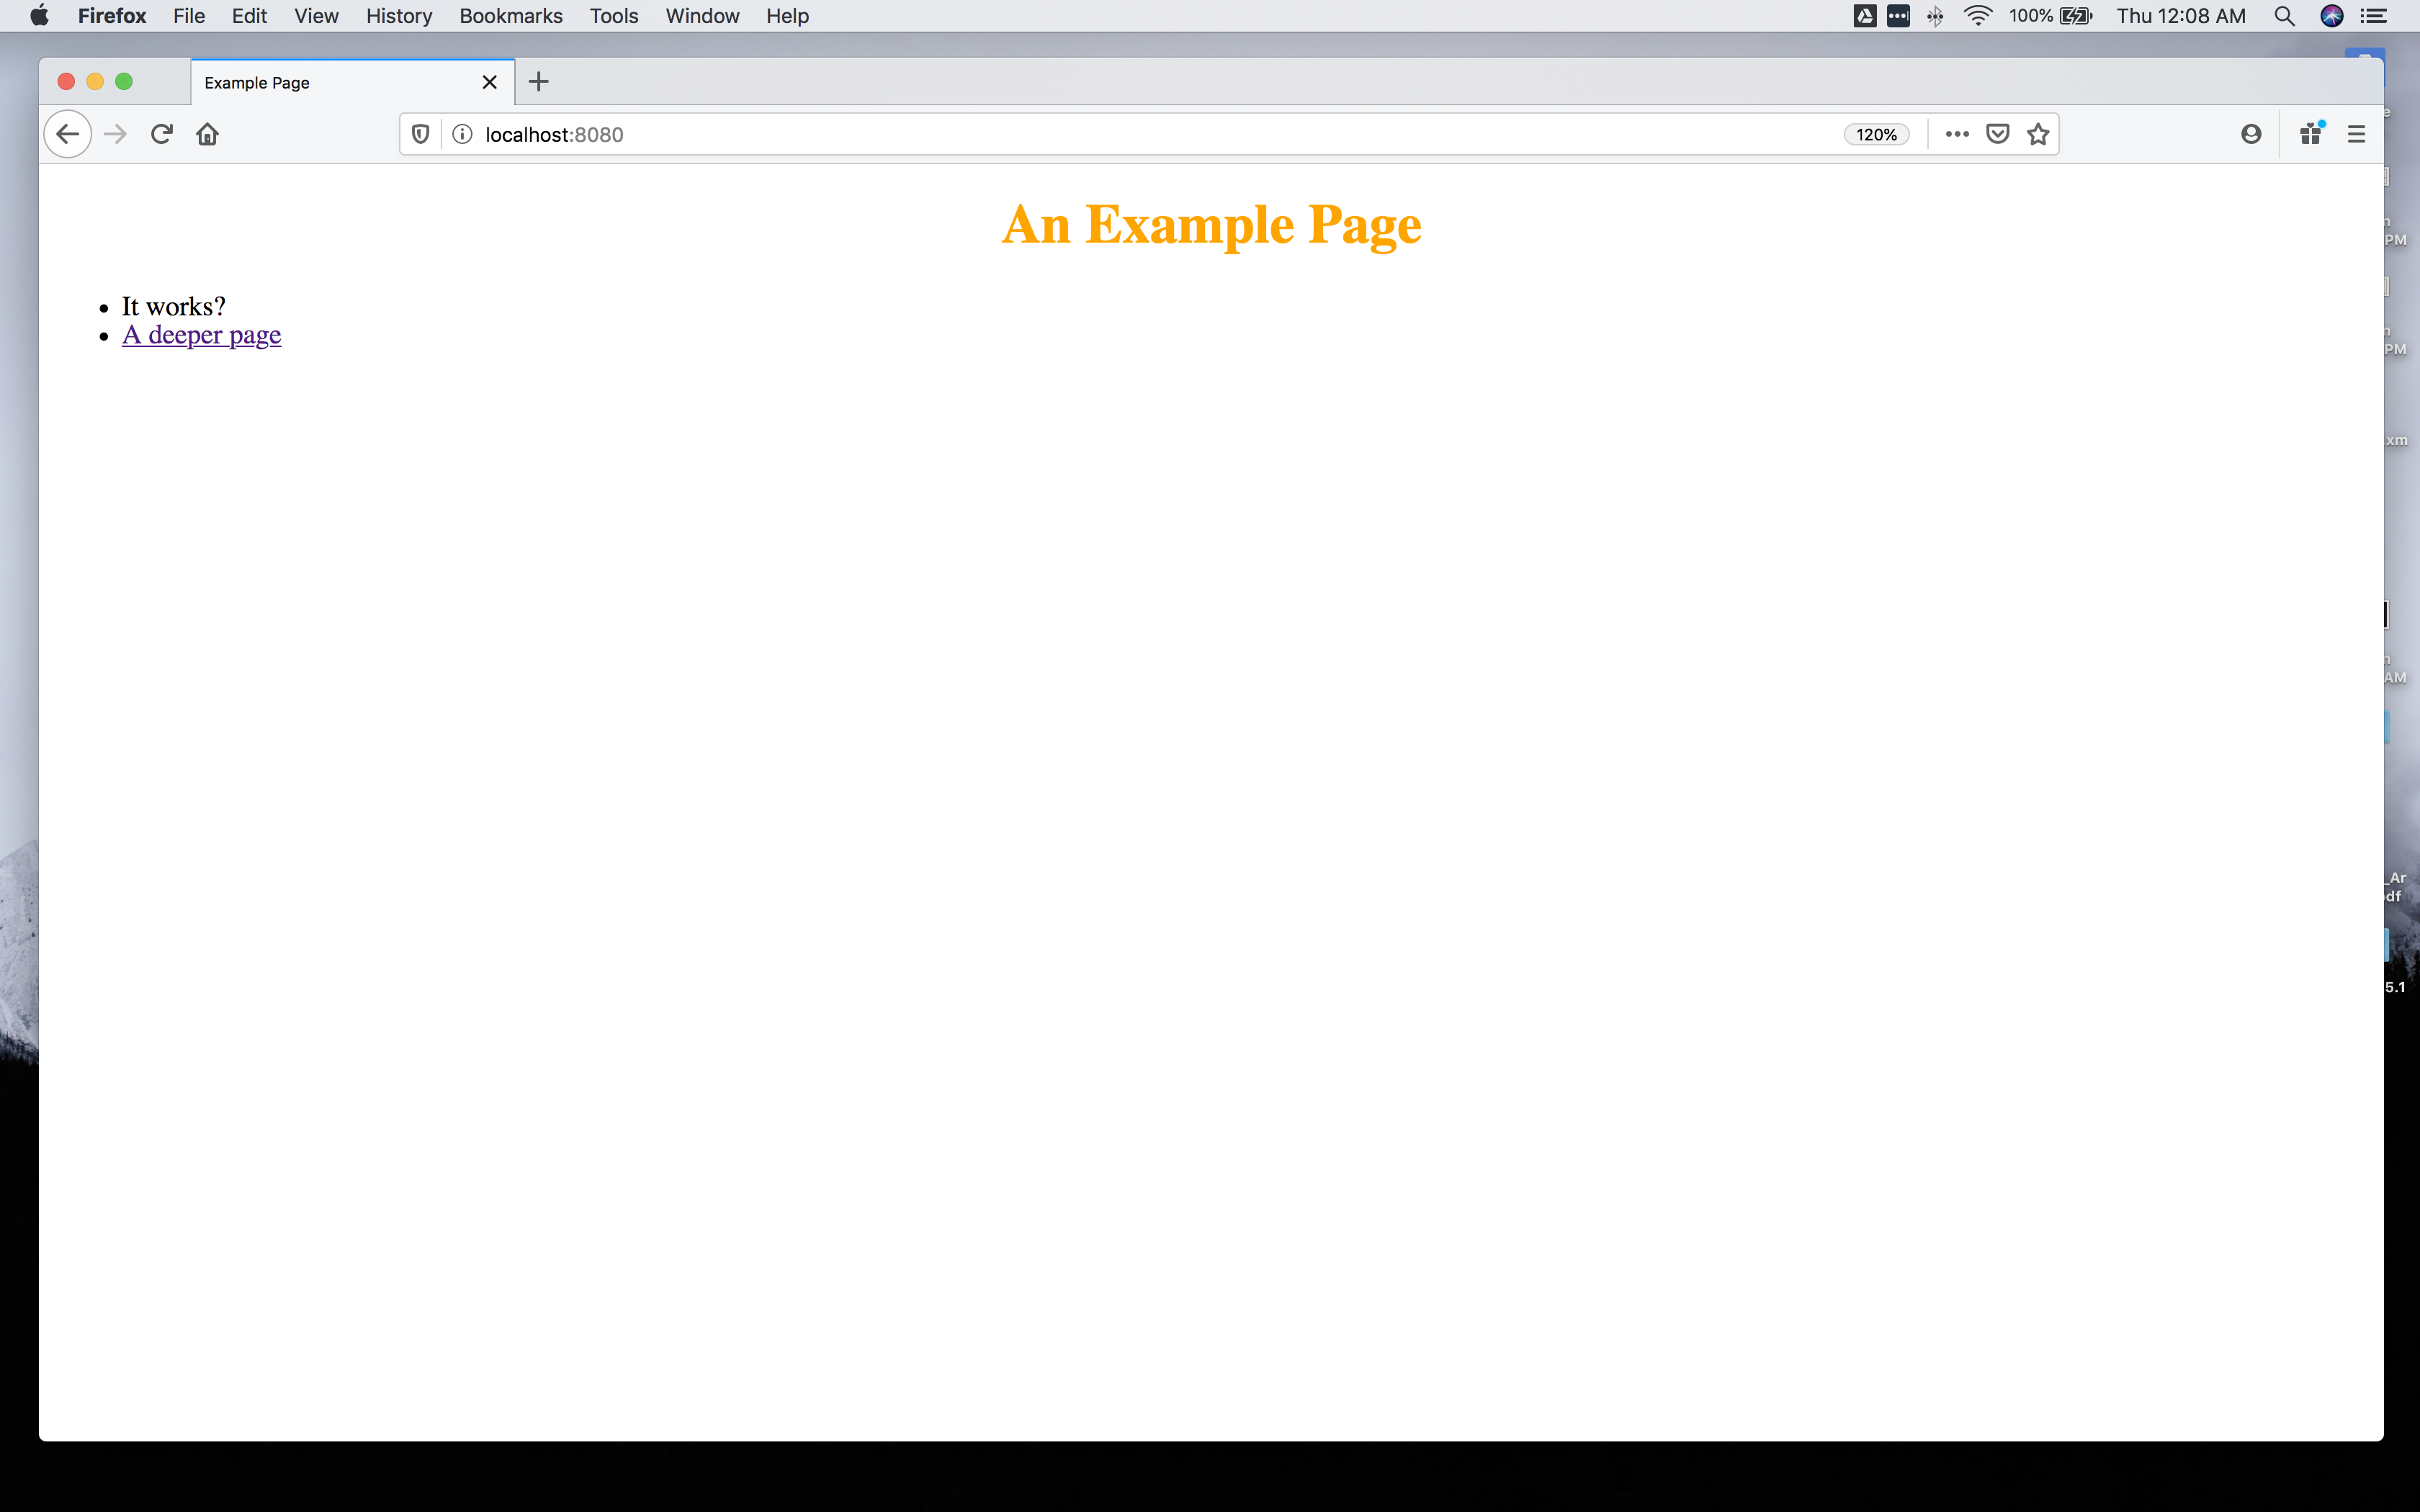 Firefox File Edit View History Bookmarks Tools Window Help 100% Thu 12:08 AM
Example Page
localhost:8080 120%
An Example Page
It works?
A deeper page
PM
PM
.xm
AM
_Ar
df
5.1